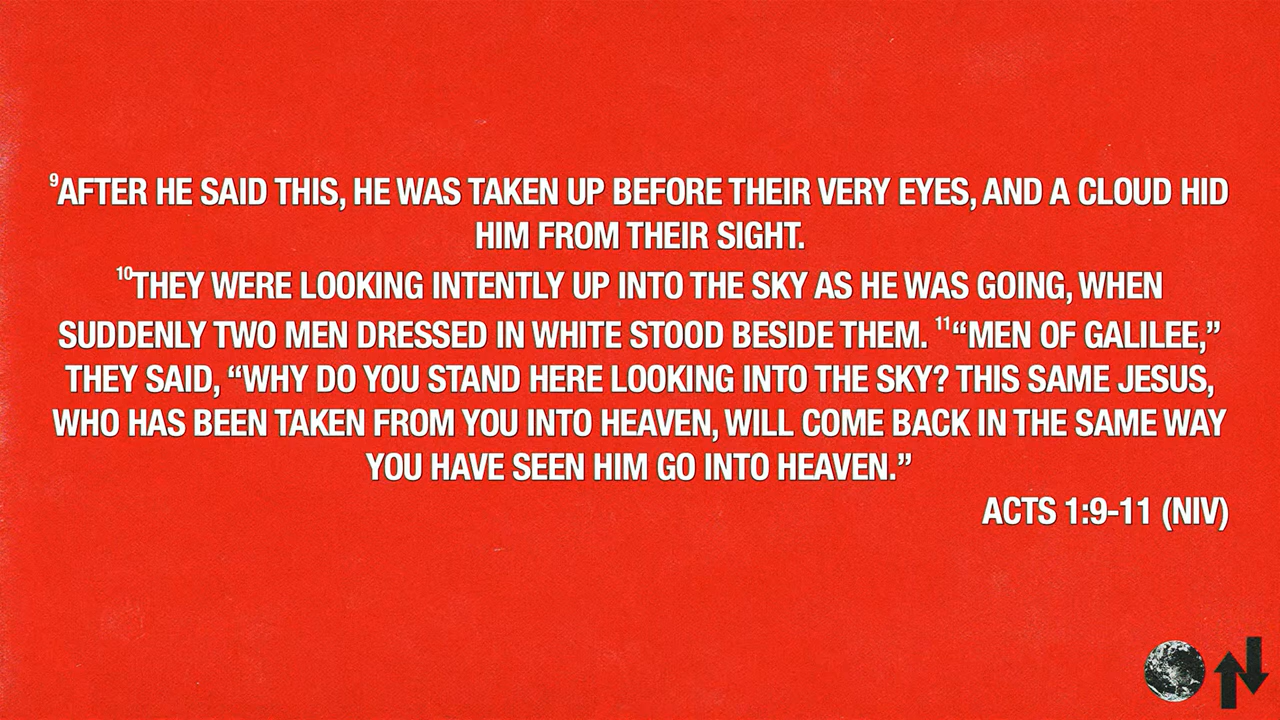 ⁹AFTER HE SAID THIS, HE WAS TAKEN UP BEFORE THEIR VERY EYES, AND A CLOUD HID
HIM FROM THEIR SIGHT.
¹⁰THEY WERE LOOKING INTENTLY UP INTO THE SKY AS HE WAS GOING, WHEN
SUDDENLY TWO MEN DRESSED IN WHITE STOOD BESIDE THEM. ¹¹“MEN OF GALILEE,”
THEY SAID, “WHY DO YOU STAND HERE LOOKING INTO THE SKY? THIS SAME JESUS,
WHO HAS BEEN TAKEN FROM YOU INTO HEAVEN, WILL COME BACK IN THE SAME WAY
YOU HAVE SEEN HIM GO INTO HEAVEN.”
ACTS 1:9-11 (NIV)